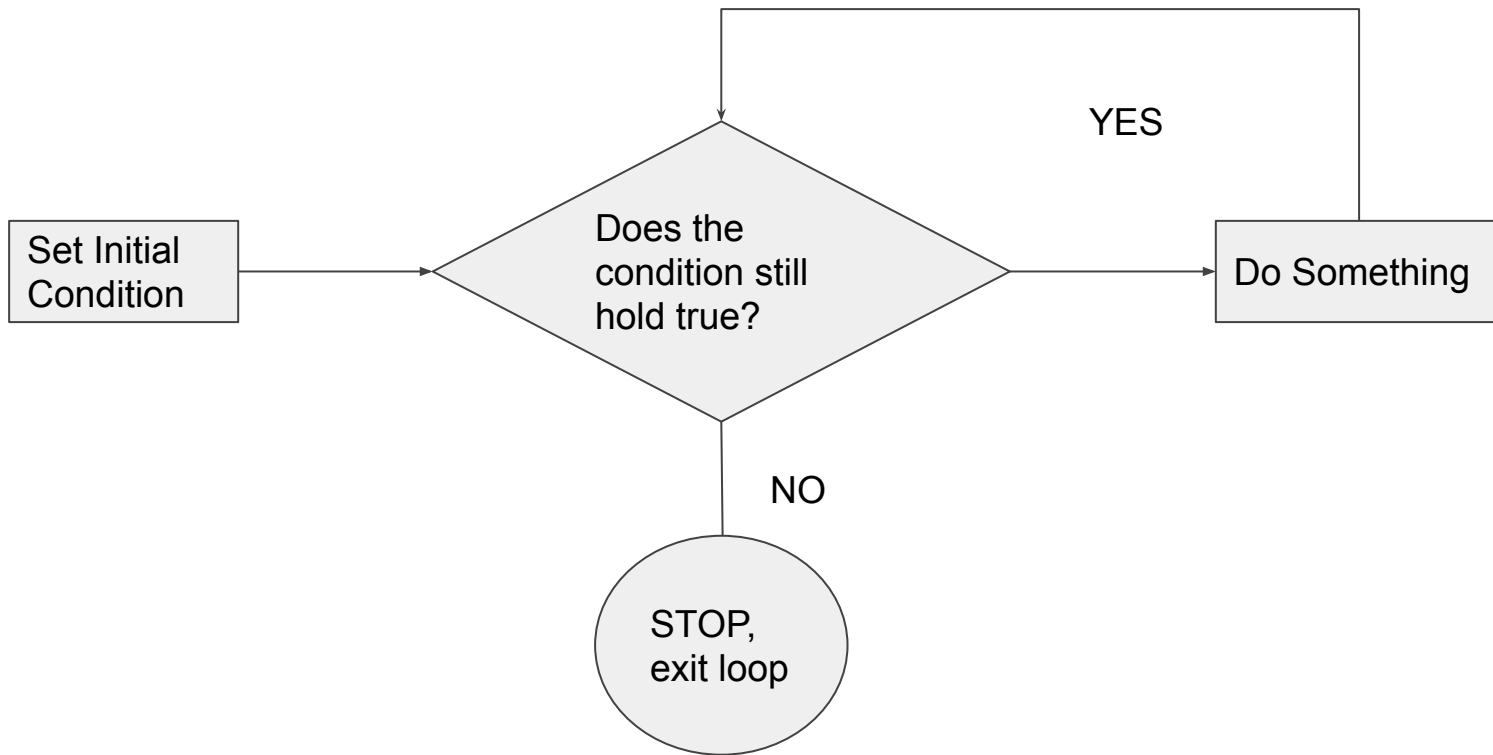 YES
Set Initial
Condition
Does the
condition still
hold true?
Do Something
NO
STOP,
exit loop